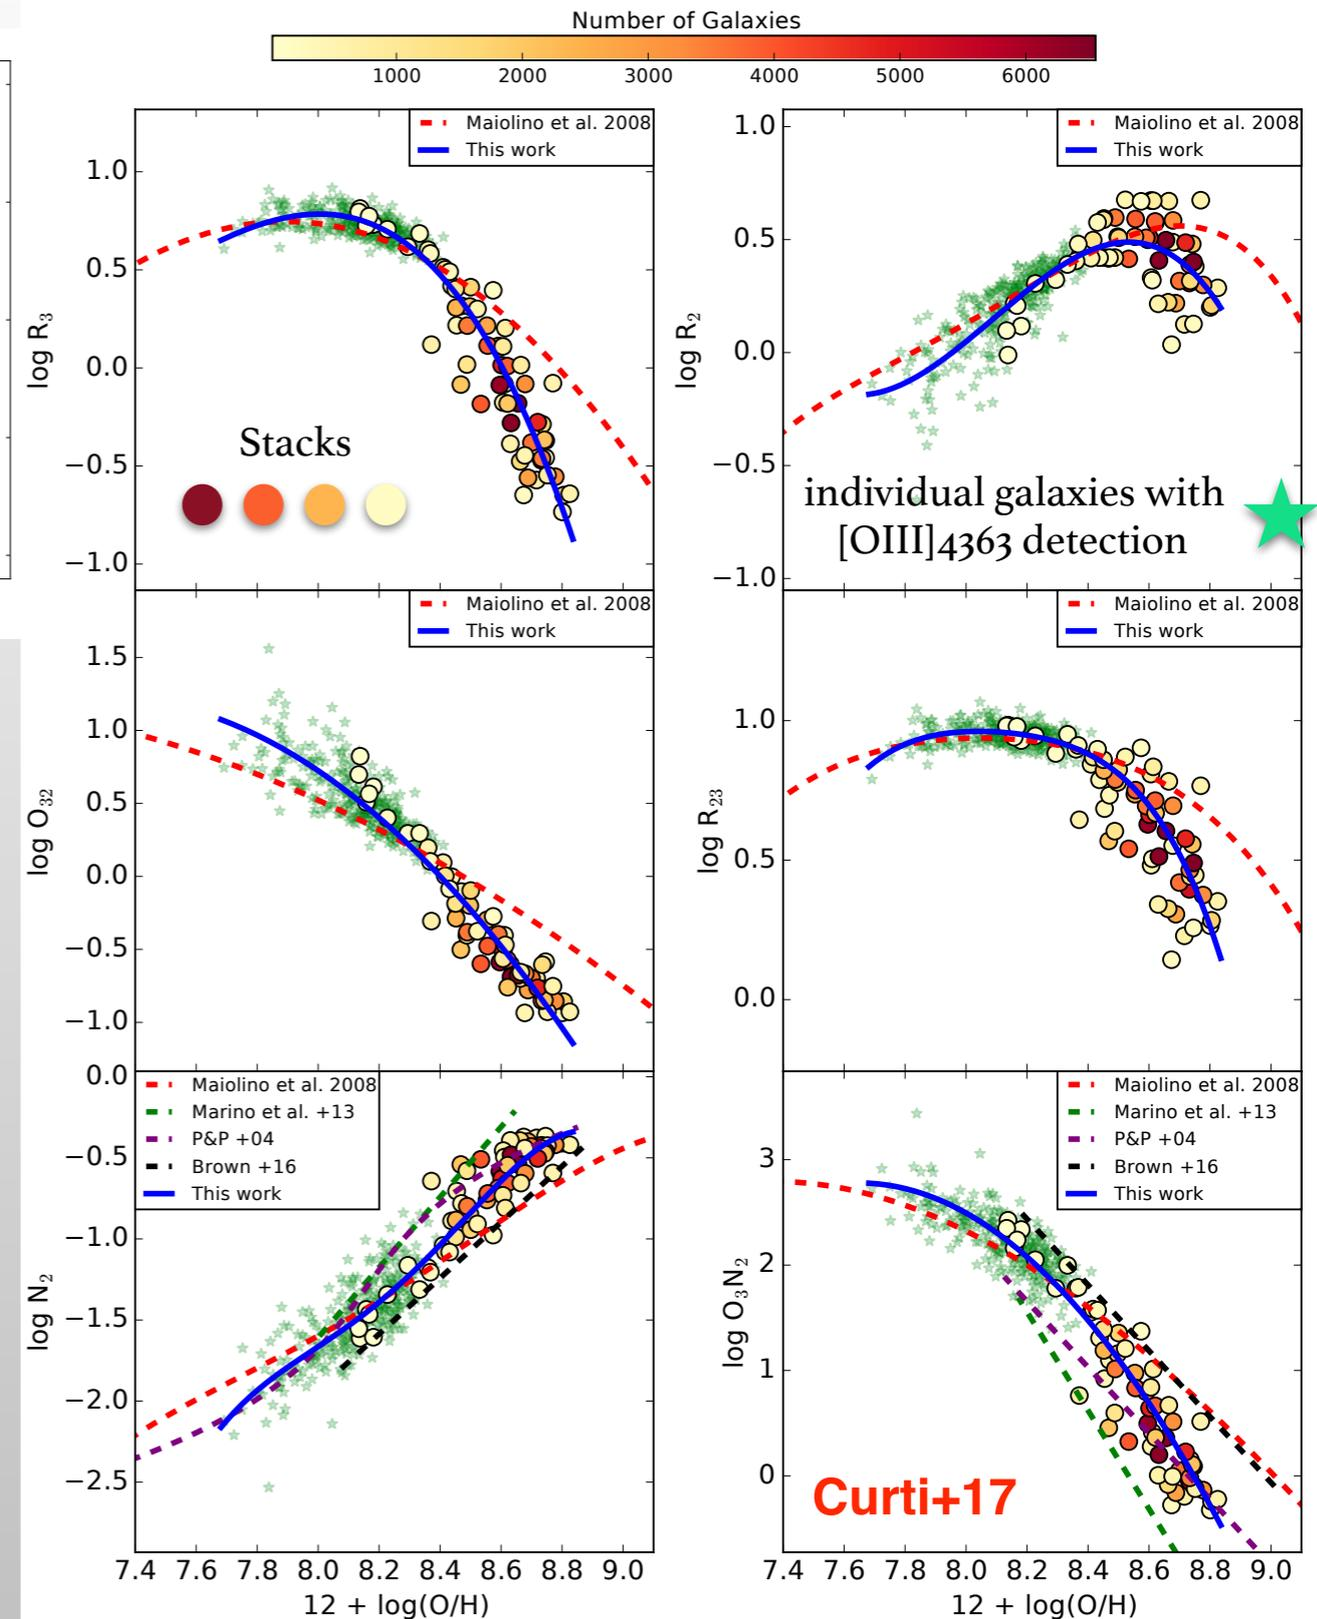 Number of Galaxies
1000 2000 3000 4000 5000 6000
Maiolino et al. 2008
This work
log R3
1.0
0.5
0.0
−0.5
−1.0
Stacks
Maiolino et al. 2008
This work
log R2
1.0
0.5
0.0
−0.5
−1.0
individual galaxies with
[OIII]4363 detection
Maiolino et al. 2008
This work
log O32
1.5
1.0
0.5
0.0
−0.5
−1.0
Maiolino et al. 2008
This work
log R23
1.0
0.5
0.0
Maiolino et al. 2008
Marino et al. +13
P&P +04
Brown +16
This work
log N2
0.0
−0.5
−1.0
−1.5
−2.0
−2.5
7.4 7.6 7.8 8.0 8.2 8.4 8.6 8.8 9.0
12 + log(O/H)
Maiolino et al. 2008
Marino et al. +13
P&P +04
Brown +16
This work
log O3N2
3
2
1
0
Curti+17
7.4 7.6 7.8 8.0 8.2 8.4 8.6 8.8 9.0
12 + log(O/H)